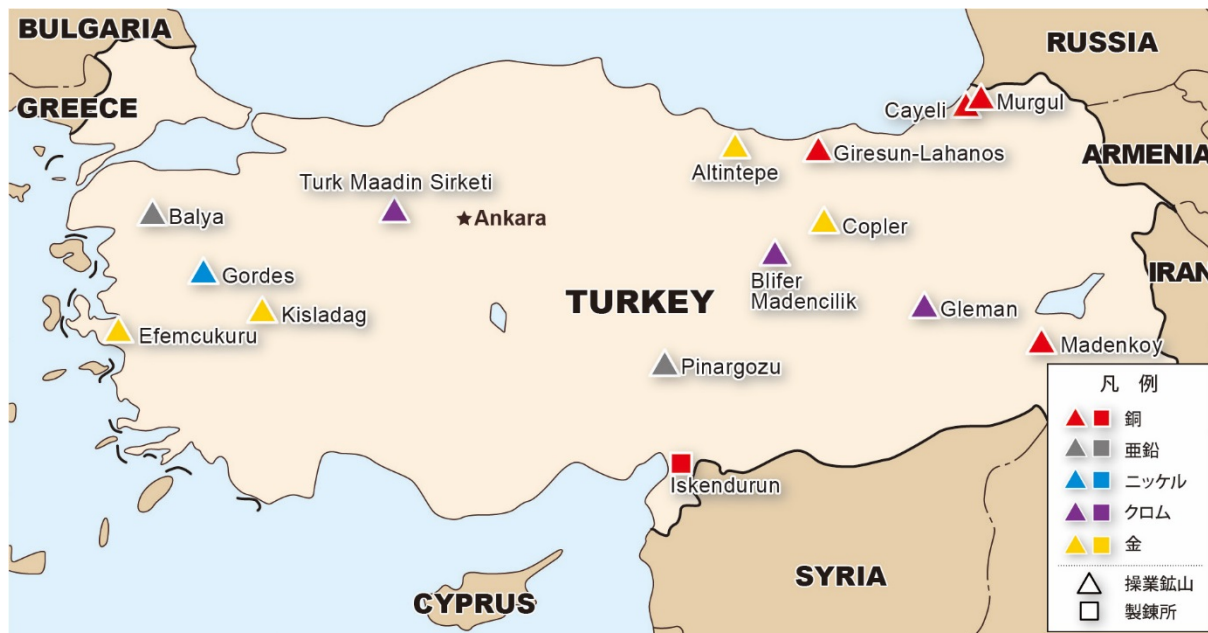 BULGARIA
GREECE
RUSSIA
Cayeli
Murgul
Altintepe
Giresun-Lahanos
ARMENIA
Turk Maadin Sirketi
Balya
Ankara
Copler
IRAN
Gordes
Blifer
Madencilik
TURKEY
Gleman
Kisladag
Efemcukuru
Pinargozu
Madenkoy
Iskendurun
SYRIA
CYPRUS
凡 例
銅
亜鉛
ニッケル
クロム
金
操業鉱山
製錬所